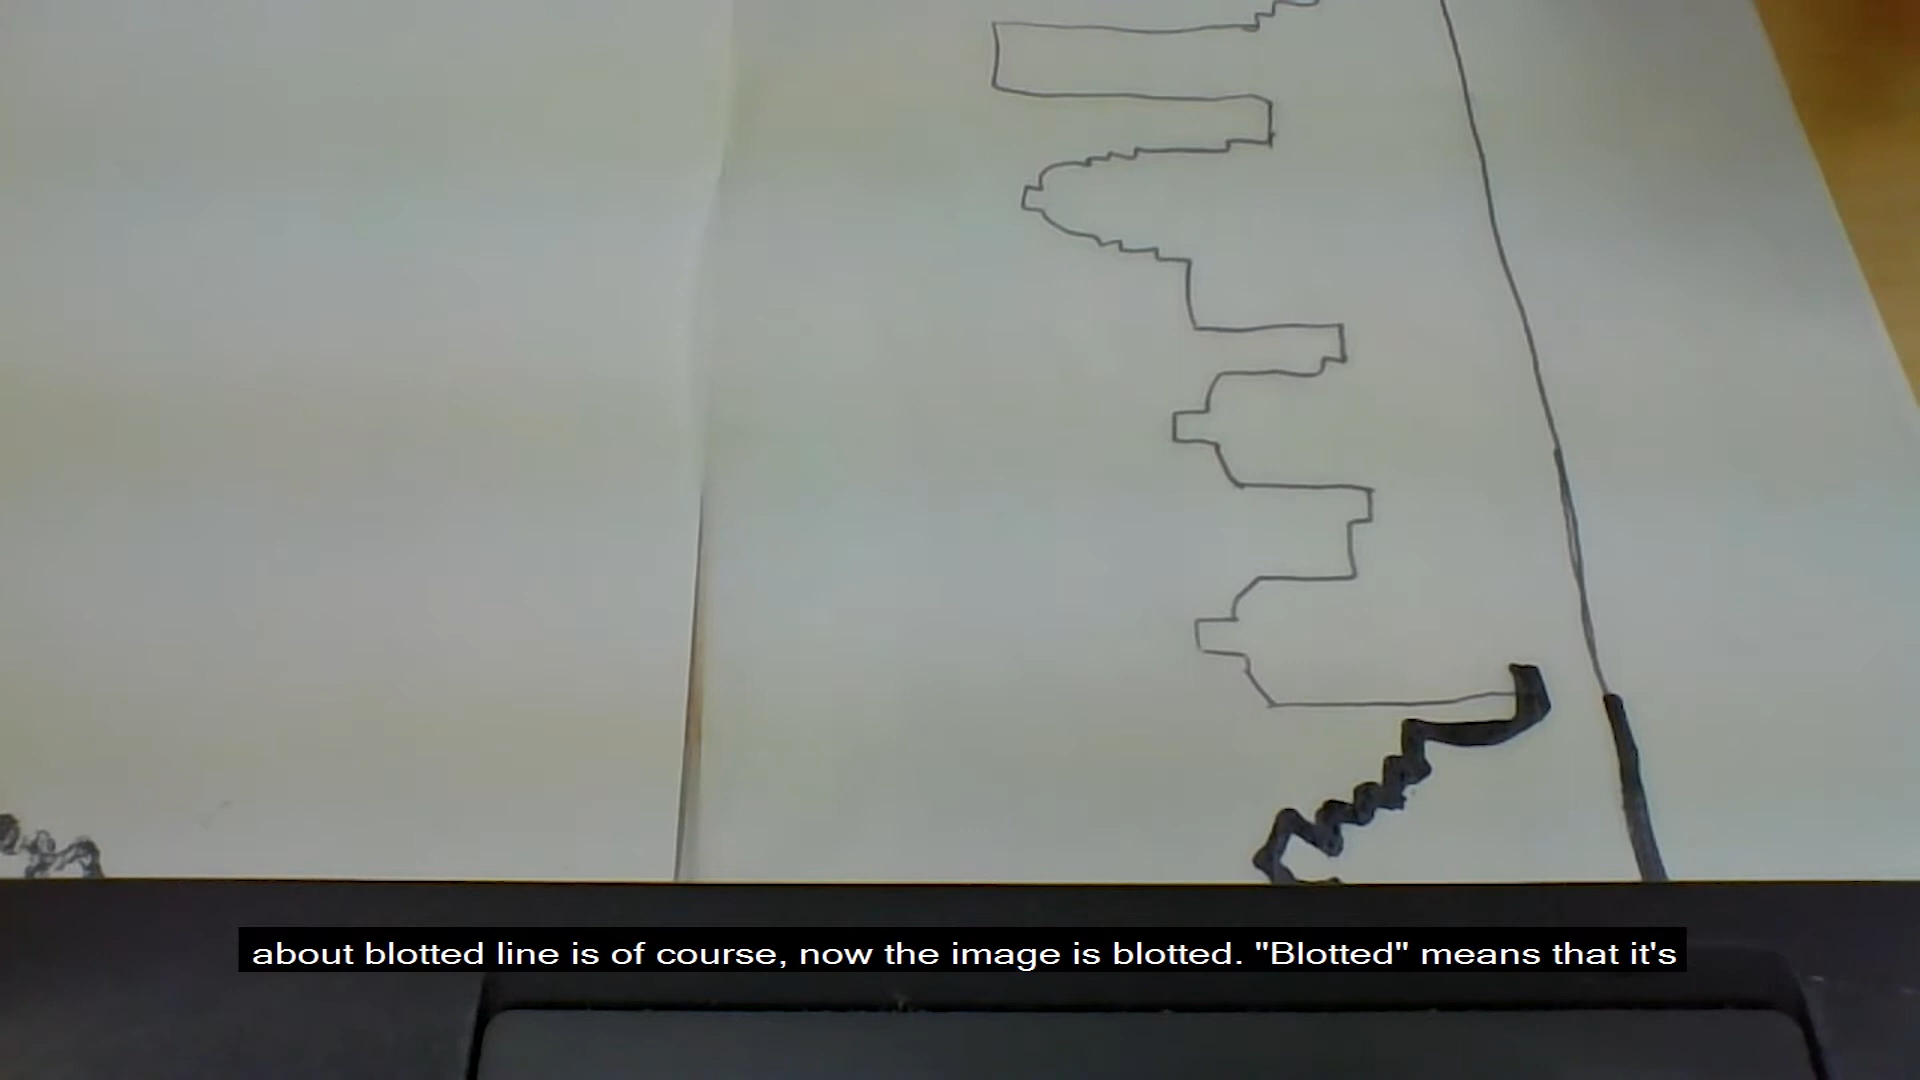 about blotted line is of course, now the image is blotted. "Blotted" means that it's